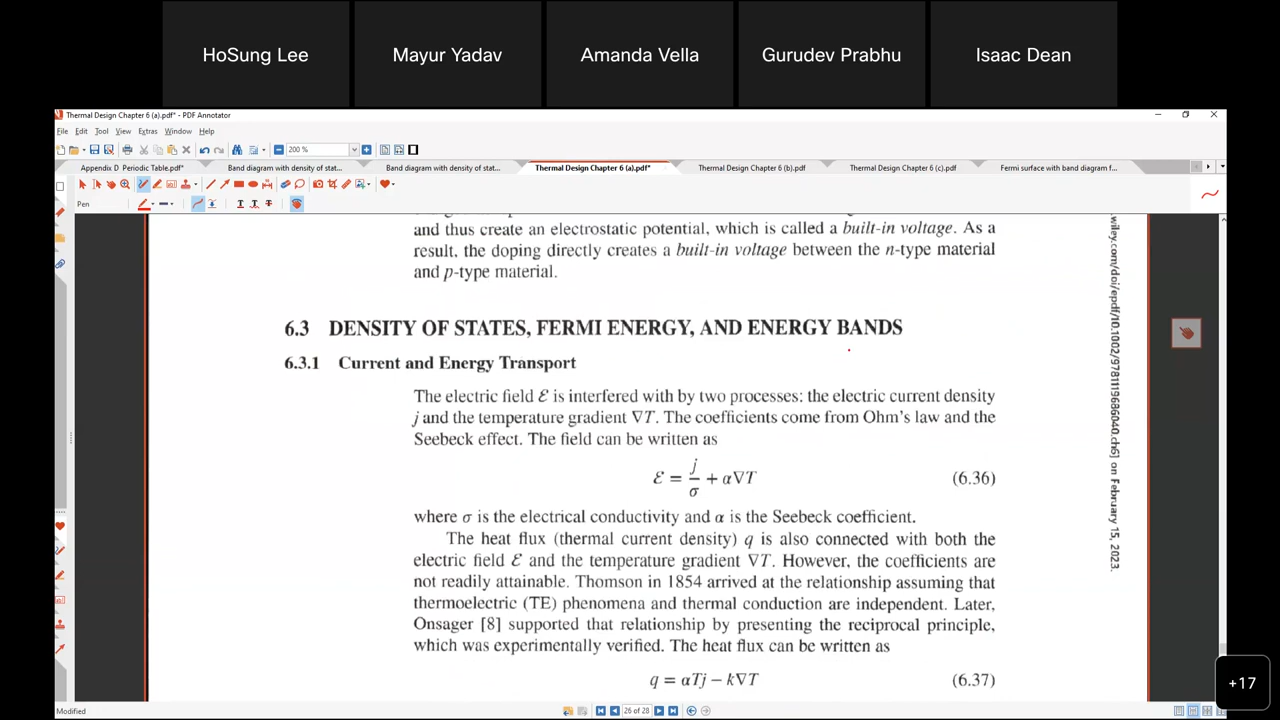 HoSung Lee
Mayur Yadav
Amanda Vella
Gurudev Prabhu
Isaac Dean
Thermal Design Chapter 6 (a).pdf* - PDF Annotator
File Edit Tool View Extras Window Help
200 %
Appendix D Periodic Table.pdf*
Band diagram with density of stat...
Band diagram with density of stat...
Thermal Design Chapter 6 (a).pdf*
Thermal Design Chapter 6 (b).pdf
Thermal Design Chapter 6 (c).pdf
Fermi surface with band diagram f...
Pen
and thus create an electrostatic potential, which is called a built-in voltage. As a
result, the doping directly creates a built-in voltage between the n-type material
and p-type material.
6.3 DENSITY OF STATES, FERMI ENERGY, AND ENERGY BANDS
6.3.1 Current and Energy Transport
The electric field ℰ is interfered with by two processes: the electric current density
j and the temperature gradient ∇T. The coefficients come from Ohm's law and the
Seebeck effect. The field can be written as
ℰ = j/σ + α∇T (6.36)
where σ is the electrical conductivity and α is the Seebeck coefficient.
The heat flux (thermal current density) q is also connected with both the
electric field ℰ and the temperature gradient ∇T. However, the coefficients are
not readily attainable. Thomson in 1854 arrived at the relationship assuming that
thermoelectric (TE) phenomena and thermal conduction are independent. Later,
Onsager [8] supported that relationship by presenting the reciprocal principle,
which was experimentally verified. The heat flux can be written as
q = αTj − k∇T (6.37)
wiley.com/doi/epdf/10.1002/9781119686040.ch6] on February 15, 2023.
+17
Modified
26 of 28